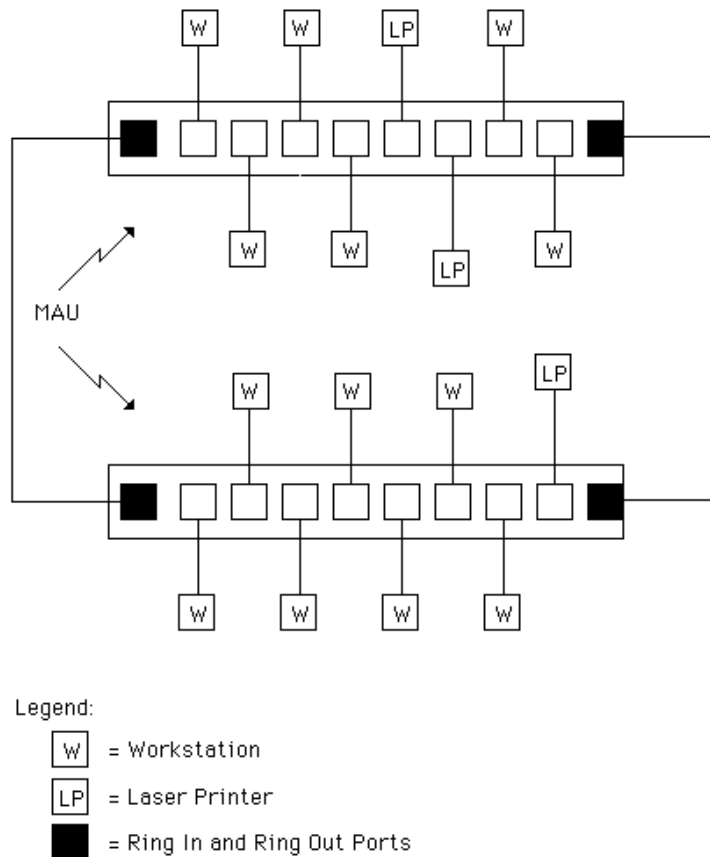 W W LP W
W W LP W
MAU
W W W LP
W W W W
Legend:
W = Workstation
LP = Laser Printer
= Ring In and Ring Out Ports